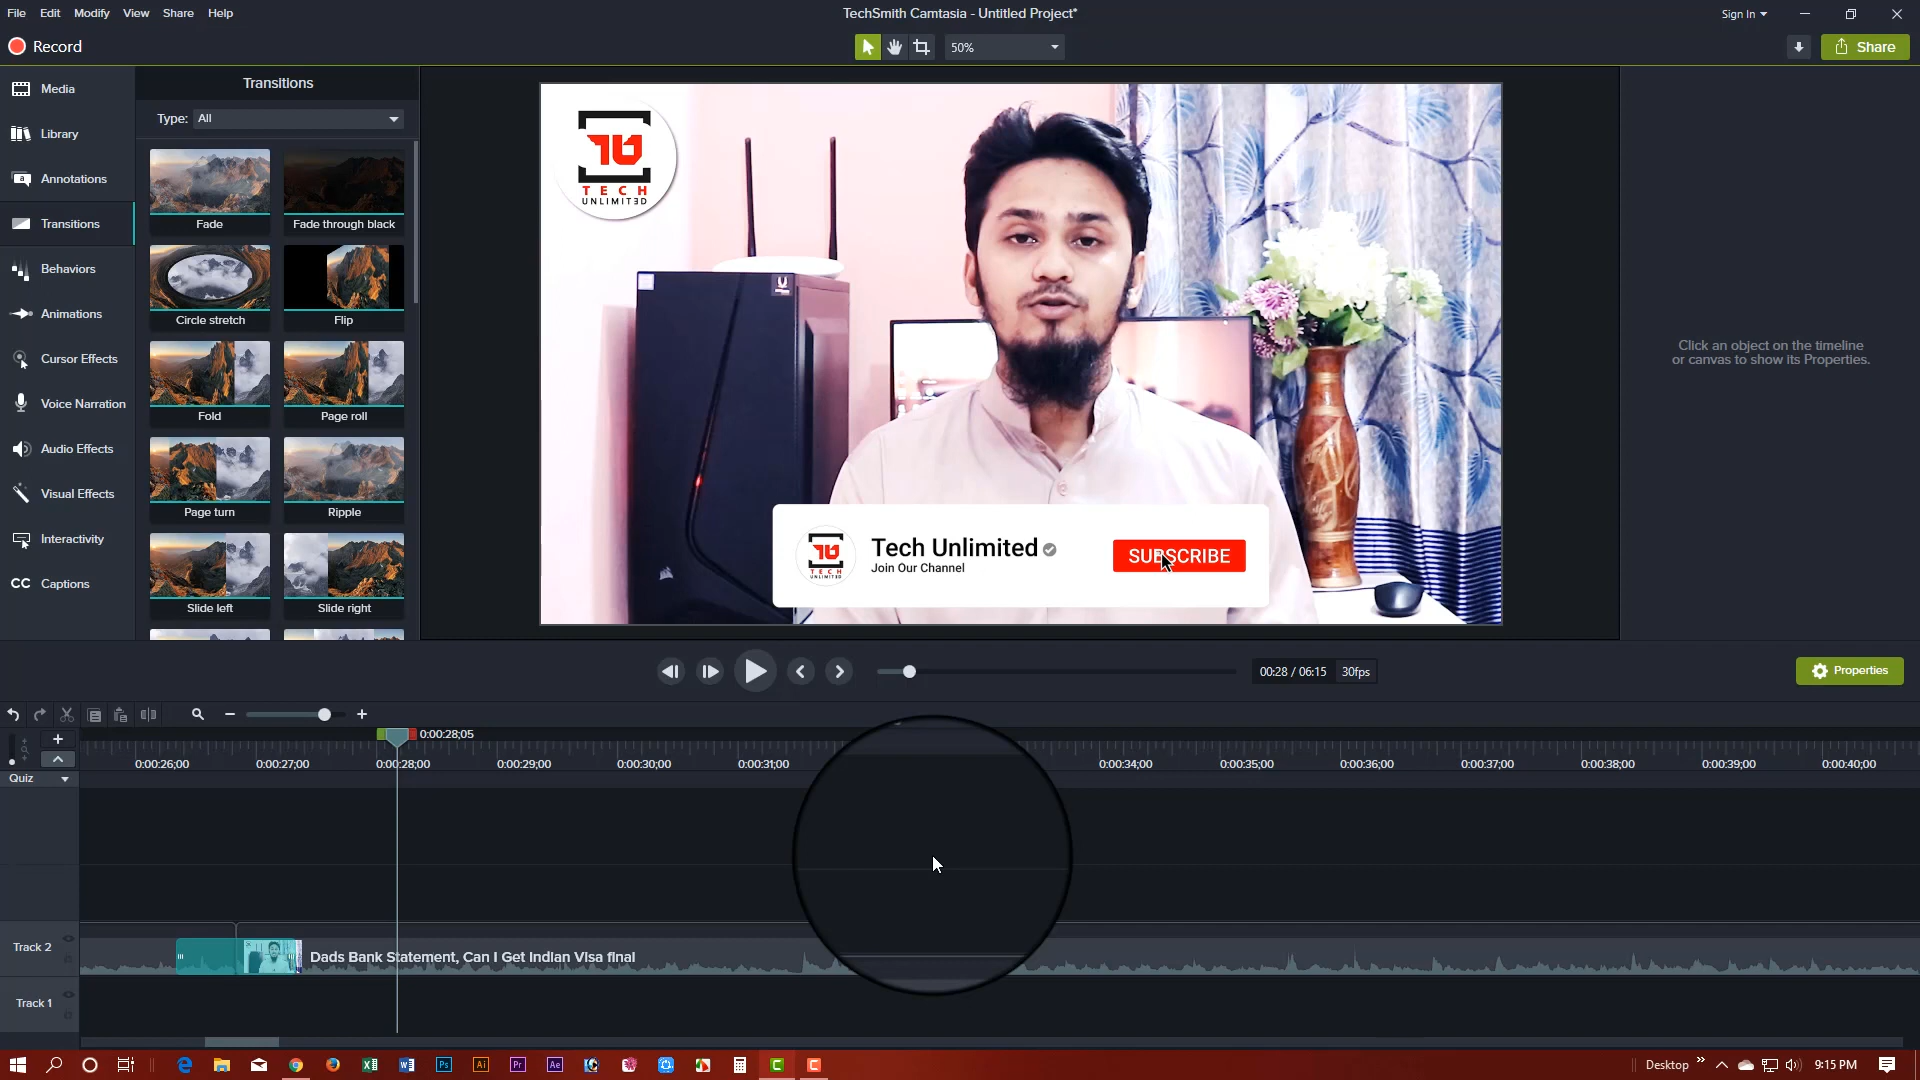 File Edit Modify View Share Help
TechSmith Camtasia - Untitled Project*
Sign In
Record
50%
Share
Media
Library
Annotations
Transitions
Behaviors
Animations
Cursor Effects
Voice Narration
Audio Effects
Visual Effects
Interactivity
CC Captions
Transitions
Type: All
Fade
Fade through black
Circle stretch
Flip
Fold
Page roll
Page turn
Ripple
Slide left
Slide right
TECH
UNLIMIT3D
Tech Unlimited
Join Our Channel
SUBSCRIBE
TECH
UNLIMIT3D
Click an object on the timeline
or canvas to show its Properties.
00:28 / 06:15 30fps
Properties
0:00:28;05
0:00:26;00 0:00:27;00 0:00:28;00 0:00:29;00 0:00:30;00 0:00:31;00 0:00:34;00 0:00:35;00 0:00:36;00 0:00:37;00 0:00:38;00 0:00:39;00 0:00:40;00
Quiz
Track 2
Dads Bank Statement, Can I Get Indian Visa final
Track 1
Ps Ai Pr Ae
Desktop
9:15 PM